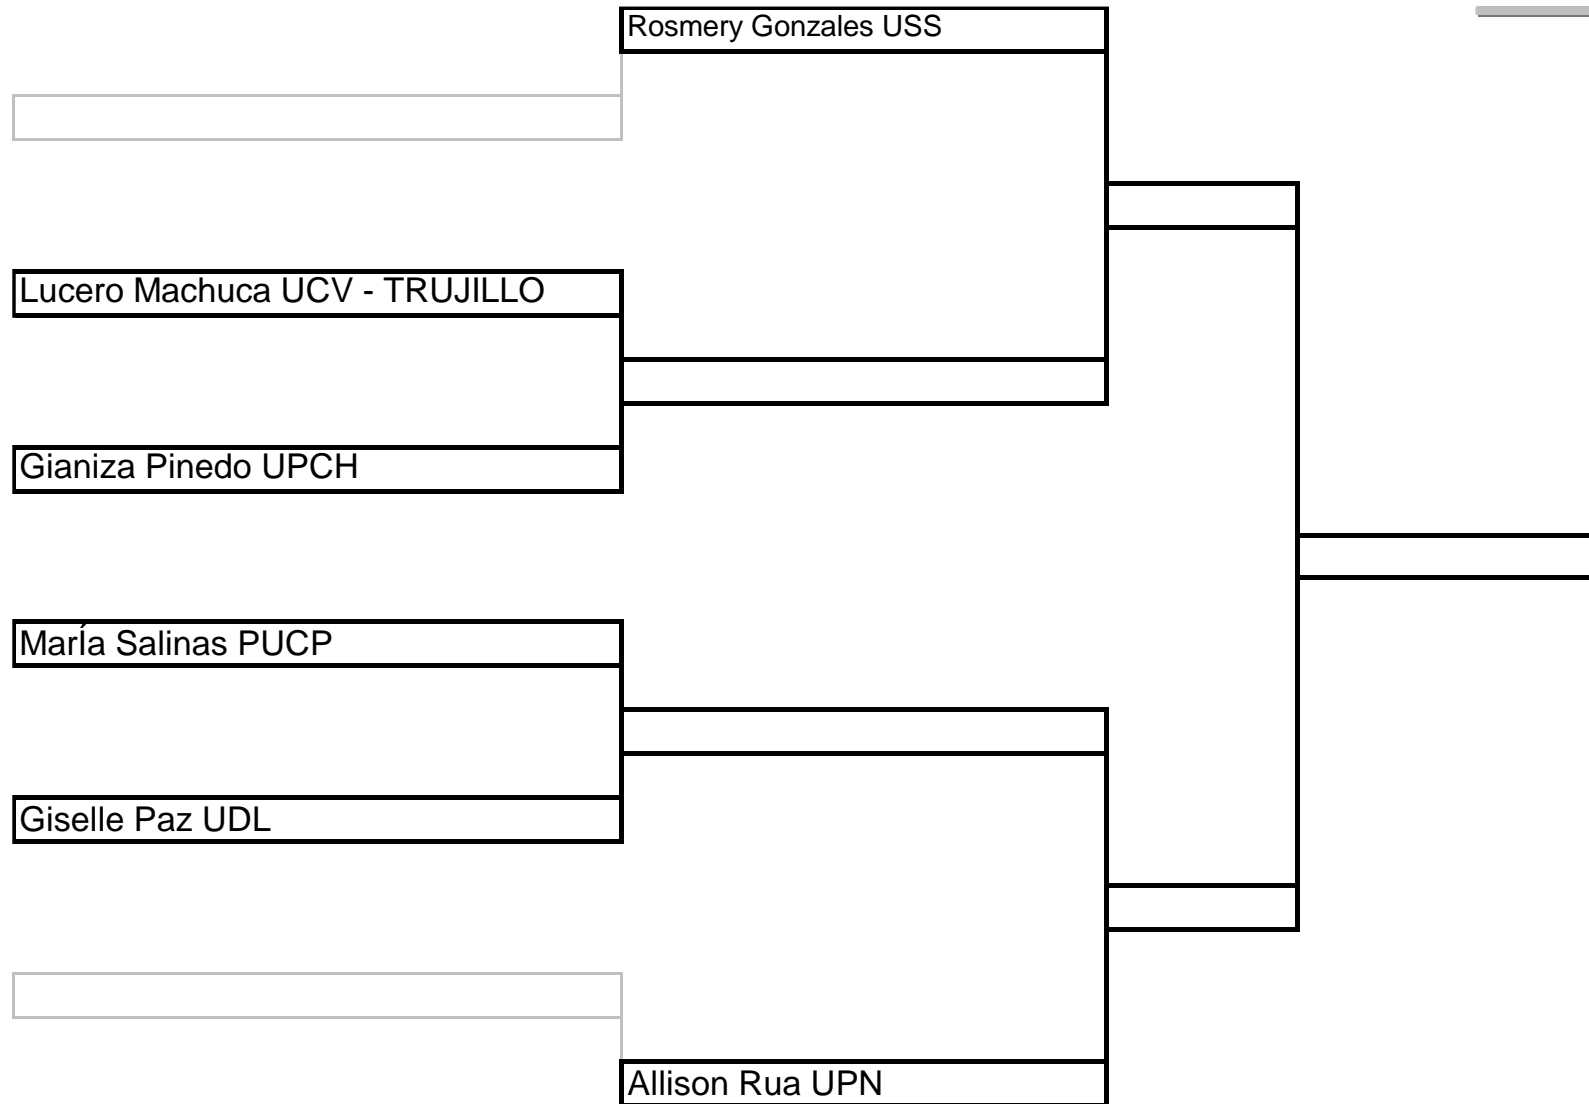 Rosmery Gonzales USS
Lucero Machuca UCV - TRUJILLO
Gianiza Pinedo UPCH
MarÍa Salinas PUCP
Giselle Paz UDL
Allison Rua UPN